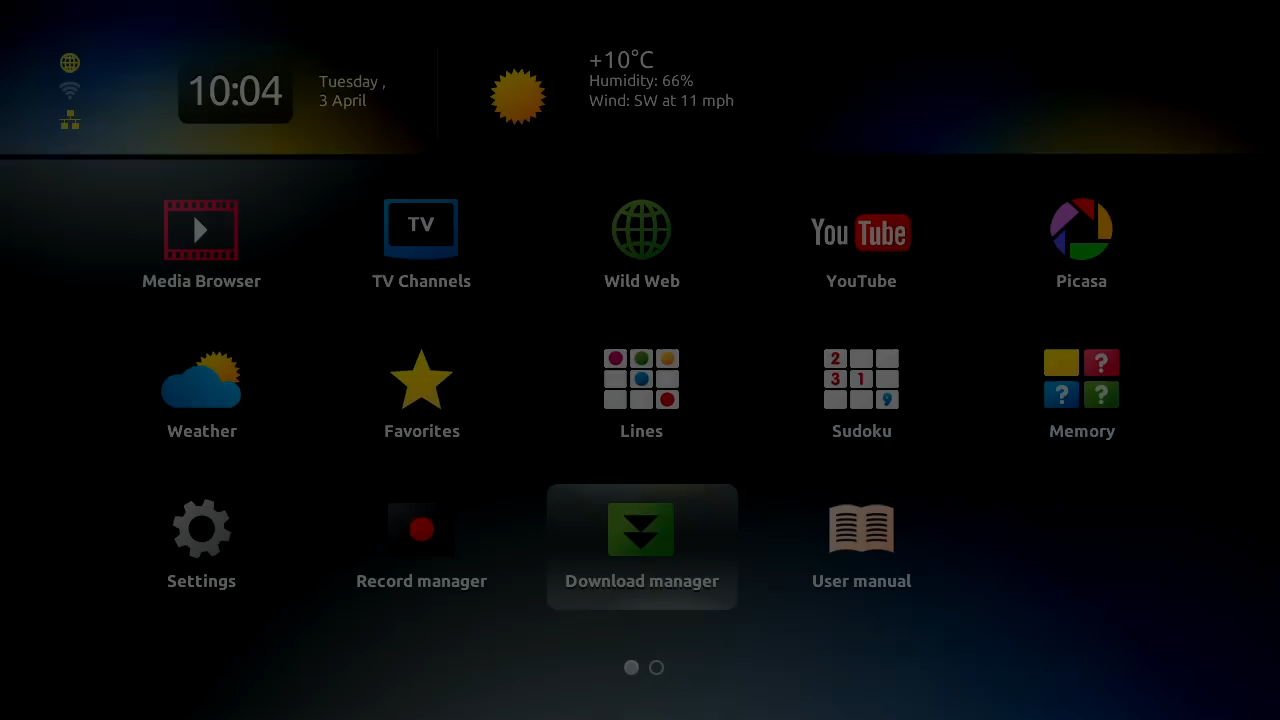 10:04
Tuesday ,
3 April
+10°C
Humidity: 66%
Wind: SW at 11 mph
TV
You Tube
Media Browser
TV Channels
Wild Web
YouTube
Picasa
2
3 1
9
? 
? ?
Weather
Favorites
Lines
Sudoku
Memory
Settings
Record manager
Download manager
User manual